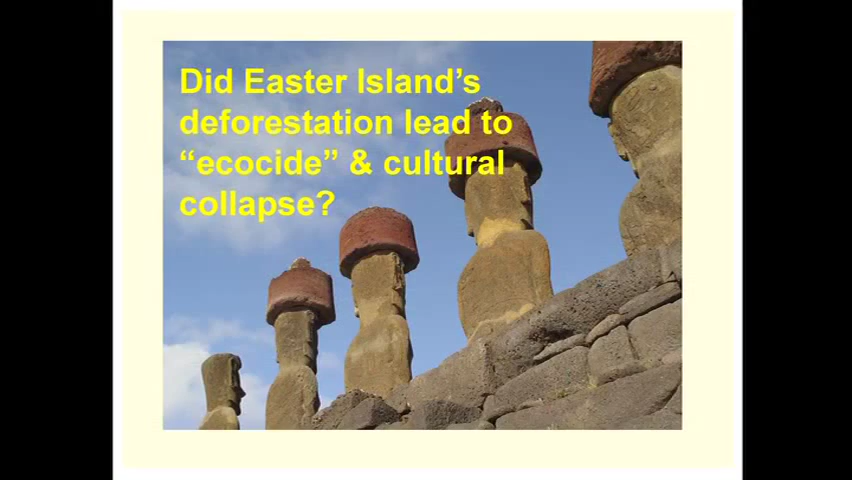 Did Easter Island’s
deforestation lead to
“ecocide” & cultural
collapse?